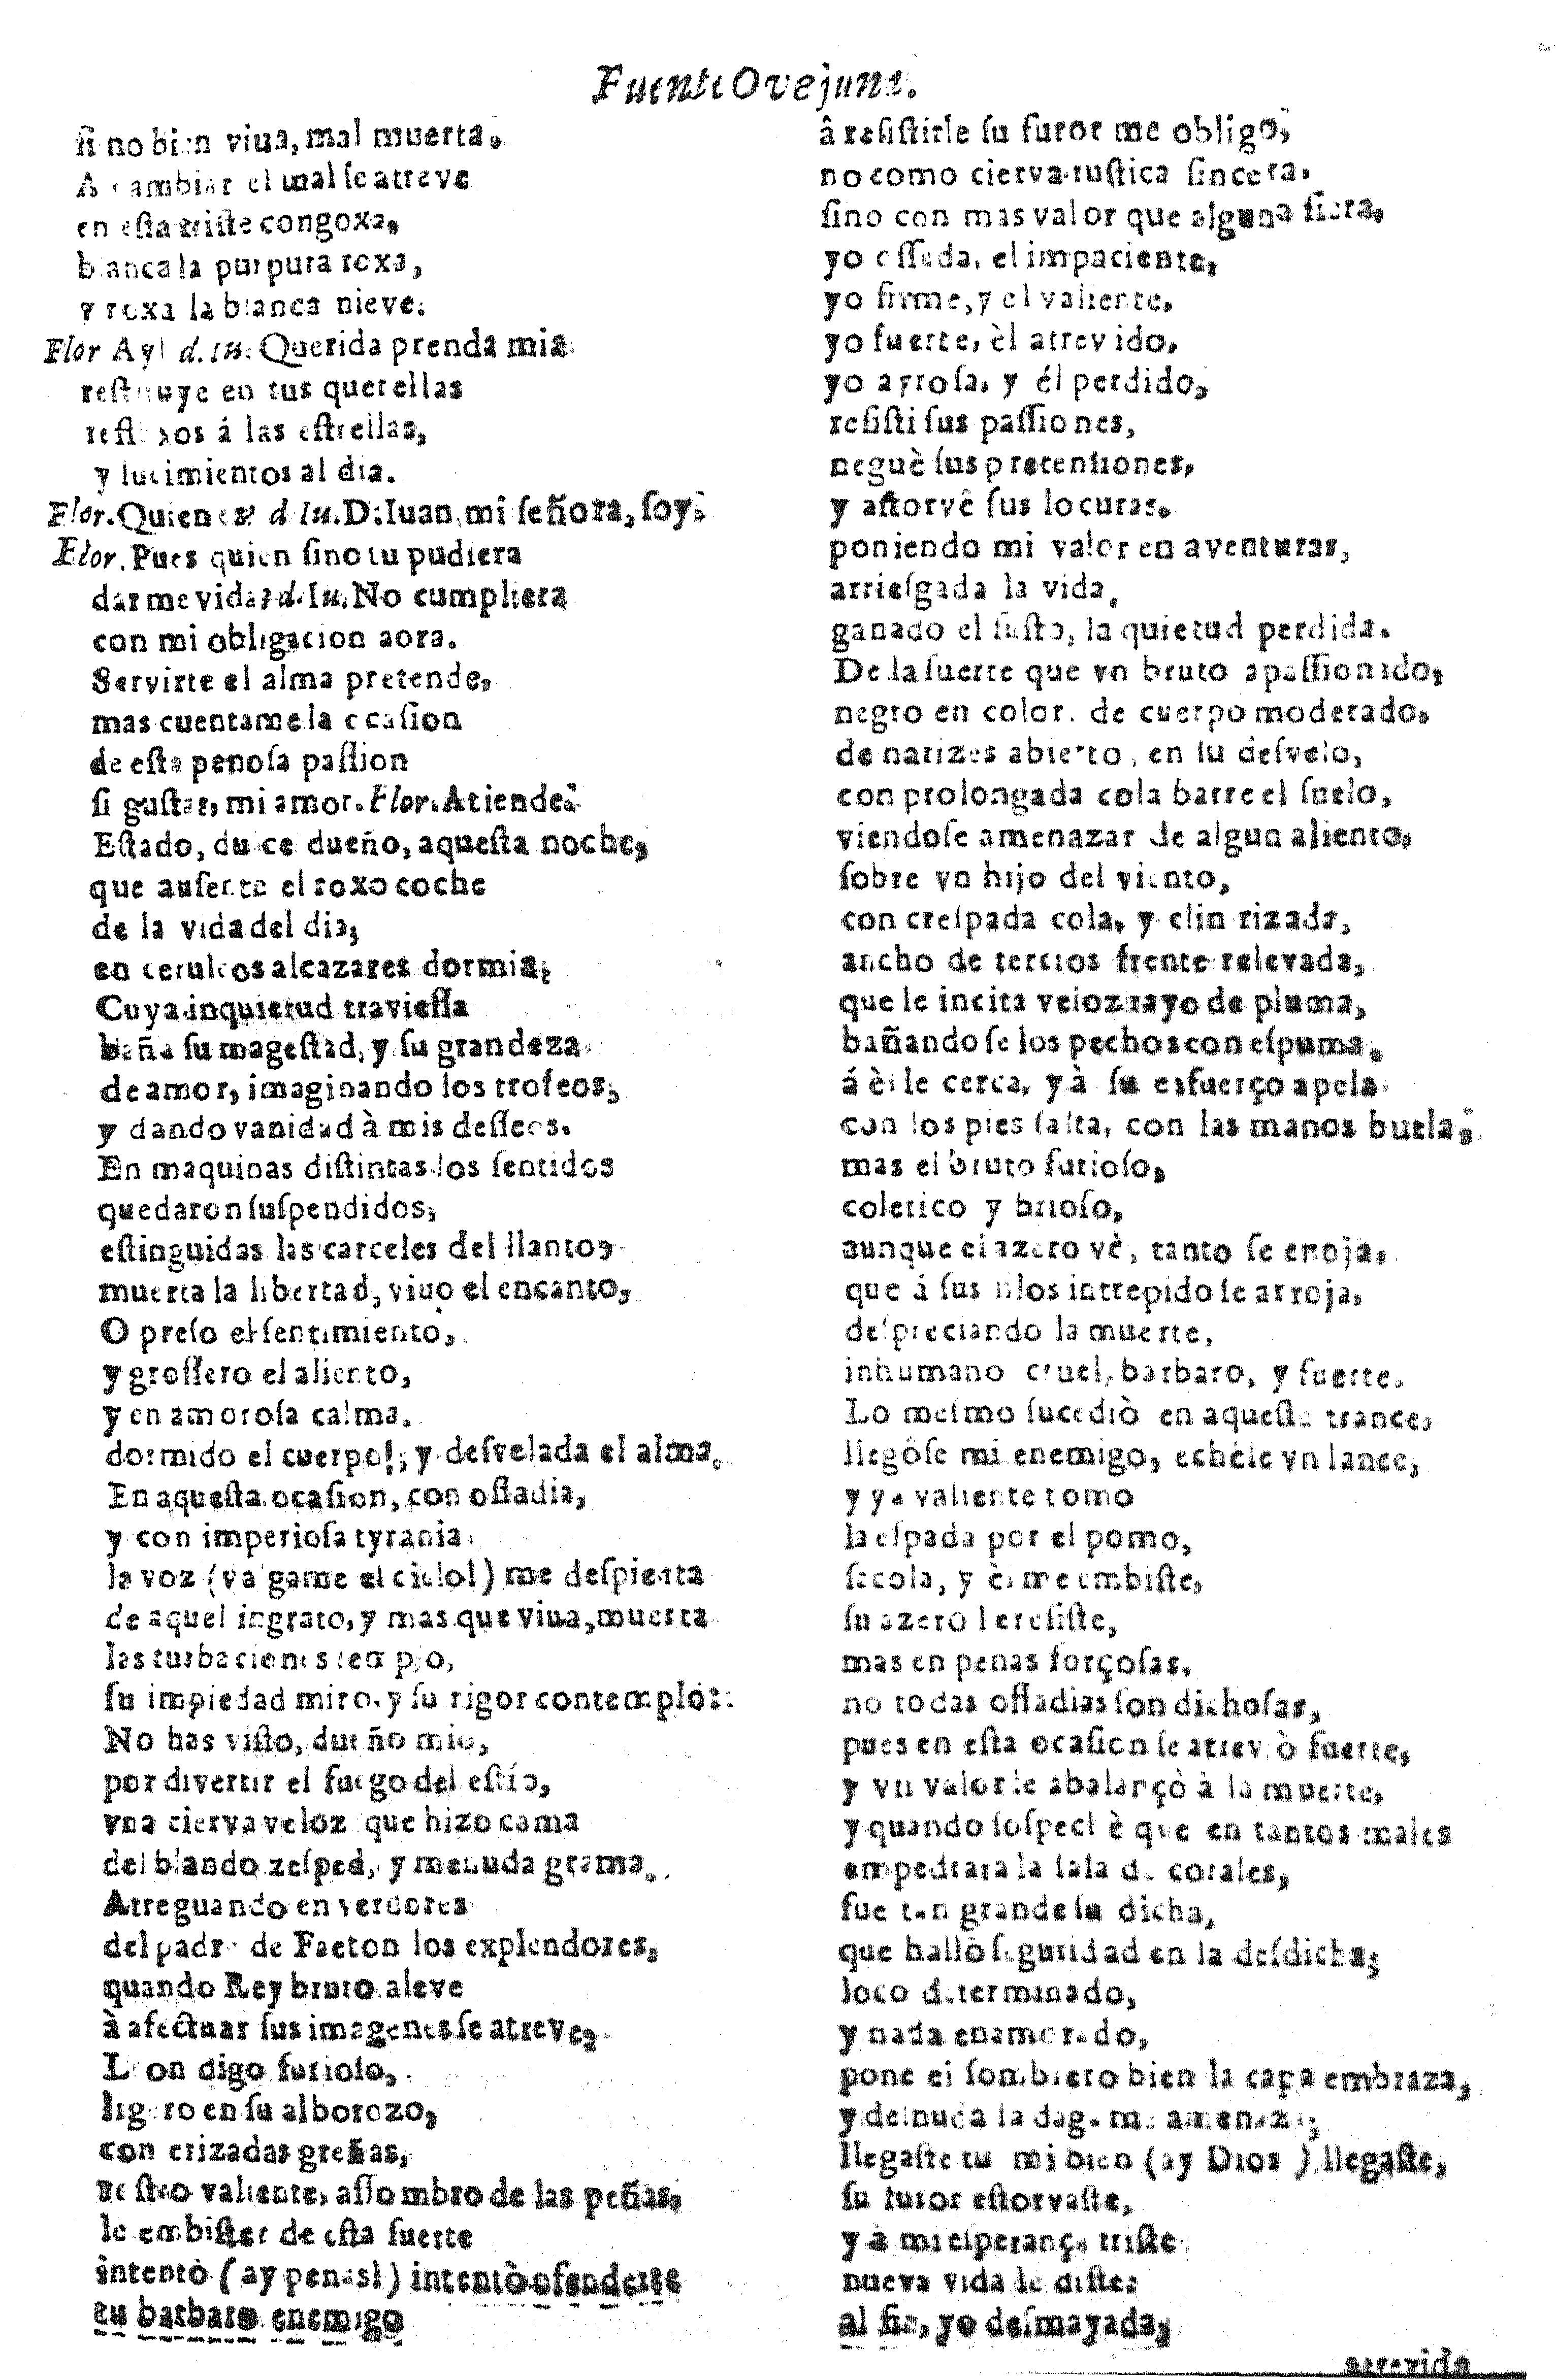 Fuente Ovejuna.
si no bien viua, mal muerta,
A cambiar el mal se atreve
en esta triste congoxa,
blanca la purpura roxa,
y roxa la blanca nieve.
Flor Ay! d. Iu. Querida prenda mia
restituye en tus querellas
reflexos á las estrellas,
y lucimientos al dia.
Flor. Quien es? d Iu. D. Iuan, mi señora, soy.
Flor. Pues quien sino tu pudiera
darme vida? d. Iu. No cumpliera
con mi obligacion aora.
Servirte el alma pretende,
mas cuentame la ocasion
de esta penosa passion
si gustas, mi amor. Flor. Atiende.
Estado, dulce dueño, aquesta noche,
que ausente el roxo coche
de la vida del dia,
en ceruleos alcazares dormia,
Cuya inquietud traviessa
baña su magestad, y su grandeza
de amor, imaginando los trofeos,
y dando vanidad à mis desseos.
En maquinas distintas los sentidos
quedaron suspendidos,
estinguidas las carceles del llanto,
muerta la libertad, viuo el encanto,
O preso el sentimiento,
y grossero el aliento,
y en amorosa calma.
dormido el cuerpo!; y desvelada el alma.
En aquesta ocasion, con ossadia,
y con imperiosa tyrania
la voz (valgame el cielo!) me despierta
de aquel ingrato, y mas que viua, muerta
las turbaciones templo,
su impiedad miro, y su rigor contemplo:
No has visto, dueño mio,
por divertir el fuego del estío,
vna cierva veloz que hizo cama
del blando zesped, y menuda grama.
Atreguando en verdores
del padre de Faeton los explendores,
quando Rey bruto aleve
à afectuar sus imagenes se atreve,
Leon digo furioso,
ligero en su alborozo,
con erizadas greñas,
nestro valiente, assombro de las peñas,
le embister de esta suerte
intentò (ay penas!) intentò ofenderte
tu barbaro enemigo
â resistirle su furor me obligo,
no como cierva rustica sincera,
sino con mas valor que alguna fiera,
yo ossada, el impaciente,
yo firme, y el valiente,
yo fuerte, èl atrevido,
yo ayrosa, y él perdido,
resisti sus passiones,
neguè sus pretensiones,
y astorvè sus locuras.
poniendo mi valor en aventuras,
arriesgada la vida,
ganado el susto, la quietud perdida.
De la suerte que vn bruto apassionado,
negro en color, de cuerpo moderado,
de narizes abierto, en su desvelo,
con prolongada cola barre el suelo,
viendose amenazar de algun aliento,
sobre vn hijo del viento,
con crespada cola, y clin rizada,
ancho de tercios frente relevada,
que le incita veloz rayo de pluma,
bañandose los pechos con espuma,
á èl le cerca, y à su esfuerço apela
con los pies salta, con las manos buela,
mas el bruto furioso,
colerico y brioso,
aunque el azero vè, tanto se enoja,
que á sus filos intrepido se arroja,
despreciando la muerte,
inhumano cruel, barbaro, y fuerte.
Lo mesmo sucediò en aqueste trance,
llegôse mi enemigo, echèle vn lance,
y ya valiente tomo
la espada por el pomo,
sacola, y èl me embiste,
su azero le resiste,
mas en penas forçosas,
no todas ossadias son dichosas,
pues en esta ocasion se atreviò fuerte,
y vn valor le abalançò à la muerte,
y quando sospechè que en tantos males
empedrara la sala de corales,
fue tan grande su dicha,
que hallò seguridad en la desdicha;
loco determinado,
y nada enamorado,
pone el sombrero bien la capa embraza,
y desnuda la daga me amenaza;
llegaste tu mi bien (ay Dios) llegaste,
su furor estorvaste,
y à mi esperança triste
nueva vida le diste:
al fin, yo desmayada,
atrevida